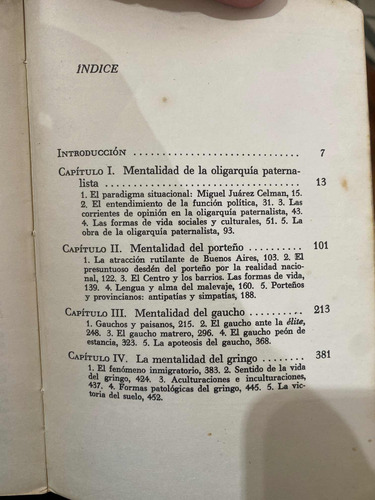 ÍNDICE
INTRODUCCIÓN . . . . . . . . . . . . . . . . . . . . . . . . . . . . . . . . 7
CAPÍTULO I. Mentalidad de la oligarquía paterna-
lista . . . . . . . . . . . . . . . . . . . . . . . . . . . . . . . . 13
1. El paradigma situacional: Miguel Juárez Celman, 15.
2. El entendimiento de la función política, 31. 3. Las
corrientes de opinión en la oligarquía paternalista, 43.
4. Las formas de vida sociales y culturales, 51. 5. La
obra de la oligarquía paternalista, 93.
CAPÍTULO II. Mentalidad del porteño . . . . . . . . . . 101
1. La atracción rutilante de Buenos Aires, 103. 2. El
presuntuoso desdén del porteño por la realidad nacio-
nal, 122. 3. El Centro y los barrios. Las formas de vida,
139. 4. Lengua y alma del malevaje, 160. 5. Porteños
y provincianos: antipatías y simpatías, 188.
CAPÍTULO III. Mentalidad del gaucho . . . . . . . . . . 213
1. Gauchos y paisanos, 215. 2. El gaucho ante la élite,
248. 3. El gaucho matrero, 296. 4. El gaucho peón de
estancia, 323. 5. La apoteosis del gaucho, 368.
CAPÍTULO IV. La mentalidad del gringo . . . . . . . . 381
1. El fenómeno inmigratorio, 383. 2. Sentido de la vida
del gringo, 424. 3. Aculturaciones e inculturaciones,
437. 4. Formas patológicas del gringo, 445. 5. La vic-
toria del suelo, 452.